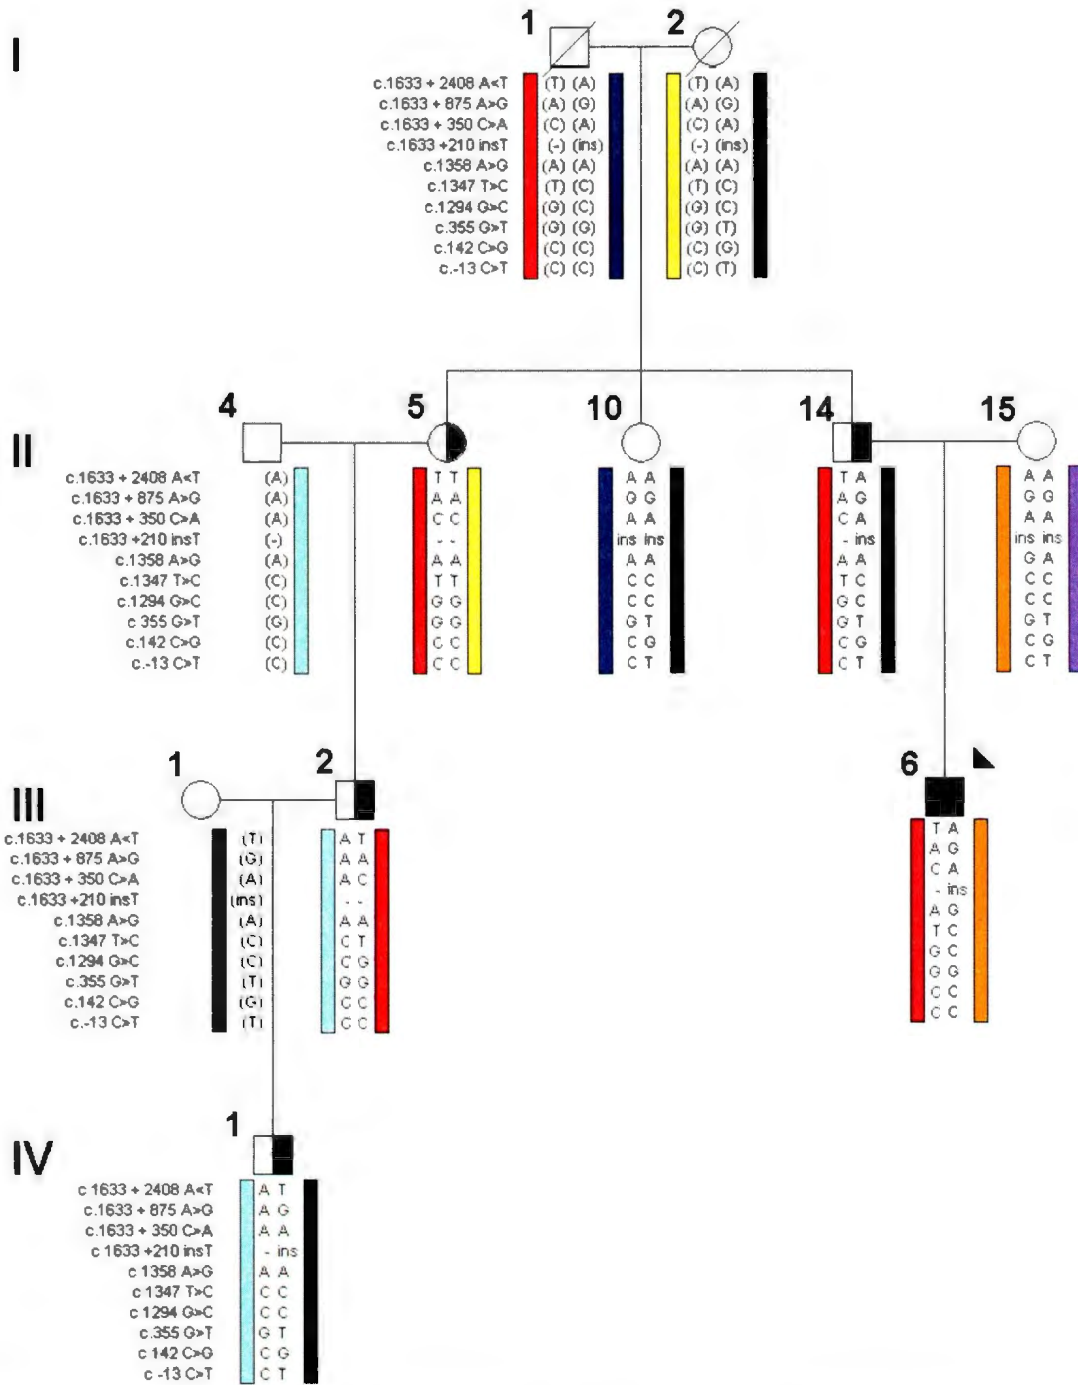 1 2
I
c.1633 + 2408 A<T (T) (A) (T) (A)
c.1633 + 875 A>G (A) (G) (A) (G)
c.1633 + 350 C>A (C) (A) (C) (A)
c.1633 +210 insT (-) (ins) (-) (ins)
c.1358 A>G (A) (A) (A) (A)
c.1347 T>C (T) (C) (T) (C)
c.1294 G>C (G) (C) (G) (C)
c.355 G>T (G) (G) (G) (T)
c.142 C>G (C) (C) (C) (G)
c.-13 C>T (C) (C) (C) (T)
4 5 10 14 15
II
c.1633 + 2408 A<T (A) T T A A T A A A
c.1633 + 875 A>G (A) A A G G A G G G
c.1633 + 350 C>A (A) C C A A C A A A
c.1633 +210 insT (-) - - ins ins - ins ins ins
c.1358 A>G (A) A A A A A A G A
c.1347 T>C (C) T T C C T C C C
c.1294 G>C (C) G G C C G C C C
c.355 G>T (G) G G G T G T G T
c.142 C>G (C) C C C G C G C G
c.-13 C>T (C) C C C T C T C T
1 2 6
III
c.1633 + 2408 A<T (T) A T T A
c.1633 + 875 A>G (G) A A A G
c.1633 + 350 C>A (A) A C C A
c.1633 +210 insT (ins) - - - ins
c.1358 A>G (A) A A A G
c.1347 T>C (C) C T T C
c.1294 G>C (C) C G G C
c.355 G>T (T) G G G G
c.142 C>G (G) C C C C
c.-13 C>T (T) C C C C
1
IV
c 1633 + 2408 A<T A T
c.1633 + 875 A>G A G
c.1633 + 350 C>A A A
c 1633 +210 insT - ins
c 1358 A>G A A
c 1347 T>C C C
c 1294 G>C C C
c.355 G>T G T
c 142 C>G C G
c -13 C>T C T